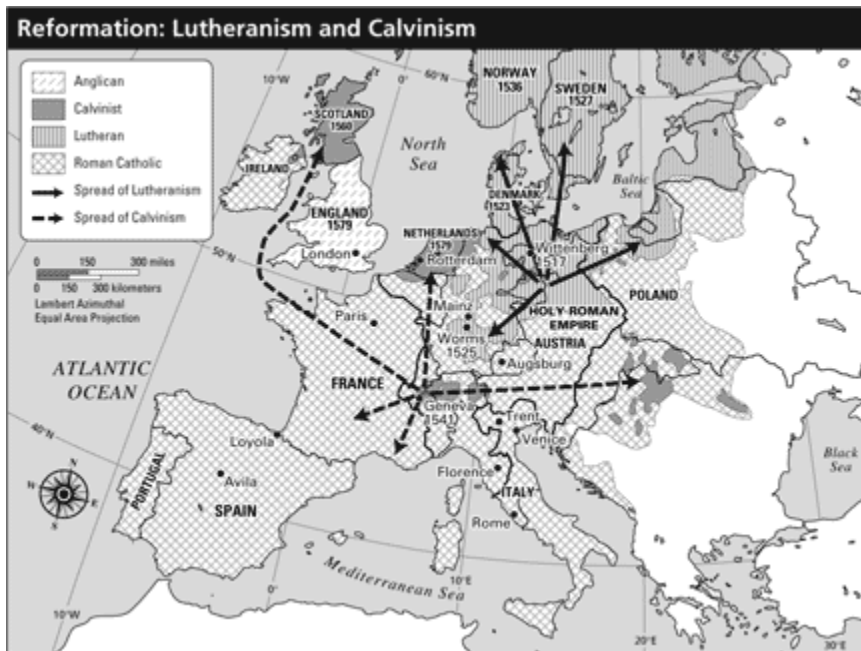 Reformation: Lutheranism and Calvinism
Anglican
Calvinist
Lutheran
Roman Catholic
Spread of Lutheranism
Spread of Calvinism
0 150 300 miles
0 150 300 kilometers
Lambert Azimuthal
Equal Area Projection
10°W
0°
60°N
NORWAY
1536
SWEDEN
1527
SCOTLAND
1560
North
Sea
IRELAND
Baltic
Sea
DENMARK
1523
ENGLAND
1579
NETHERLANDS
1579
London
Rotterdam
Wittenberg
1517
50°N
POLAND
Mainz
HOLY ROMAN
EMPIRE
Paris
Worms
1525
AUSTRIA
Augsburg
ATLANTIC
OCEAN
FRANCE
Geneva
1541
Trent
Venice
40°N
Loyola
Black
Sea
N
W
E
S
PORTUGAL
Avila
Florence
SPAIN
ITALY
Rome
Mediterranean Sea
10°W
0°
10°E
20°E
30°E